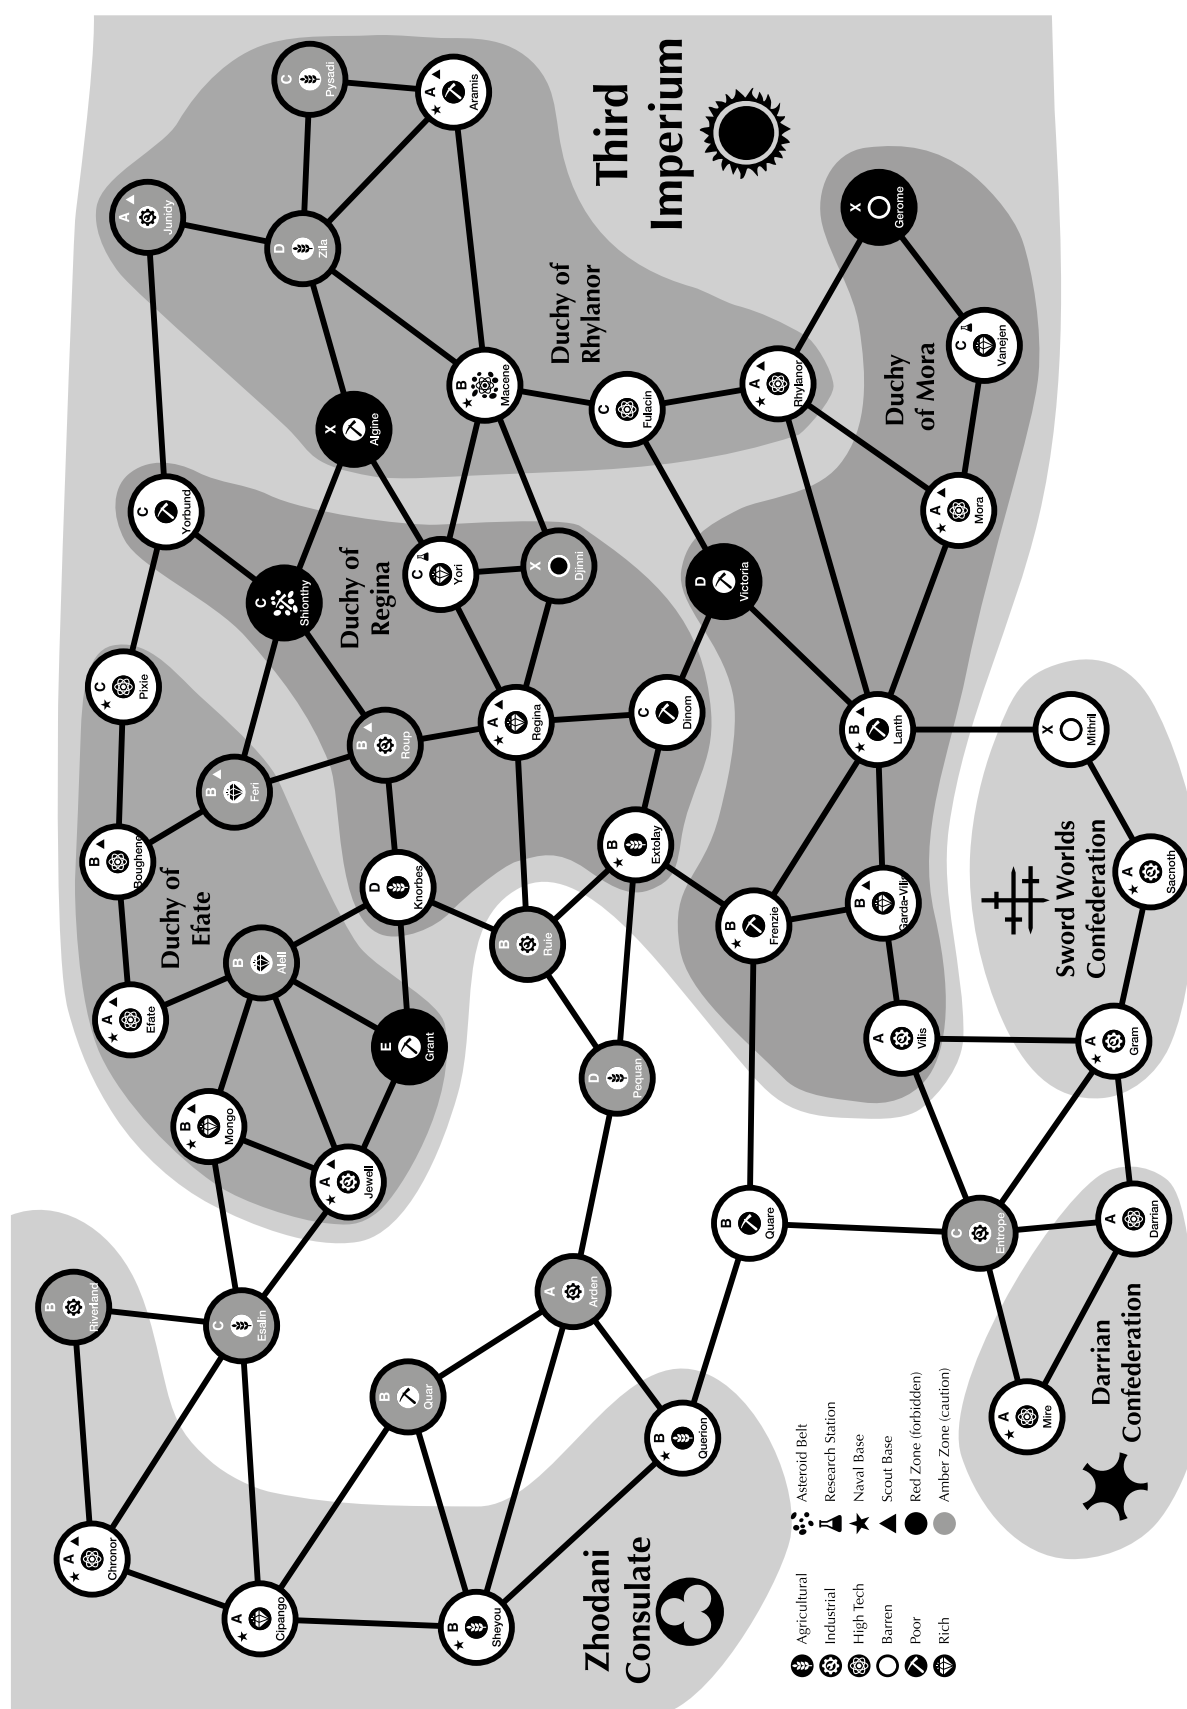 B
Riverland
A
Chronor
B
Boughene
C
Pixie
A
Efate
A
Junidy
C
Yorbund
Duchy of
Efate
B
Mongo
B
Feri
C
Esalin
A
Cipango
B
Alell
C
Shionthy
D
Zila
C
Pysadi
A
Jewell
X
Algine
Duchy of
Regina
B
Roup
D
Knorbes
B
Quar
E
Grant
C
Yori
A
Aramis
B
Sheyou
B
Macene
A
Regina
B
Ruie
X
Djinni
A
Arden
Duchy of
Rhylanor
D
Pequan
Zhodani
Consulate
Third
Imperium
C
Fulacin
B
Extolay
C
Dinom
B
Querion
D
Victoria
B
Quare
B
Frenzie
A
Rhylanor
Agricultural
Industrial
High Tech
Barren
Poor
Rich
Asteroid Belt
Research Station
Naval Base
Scout Base
Red Zone (forbidden)
Amber Zone (caution)
B
Lanth
X
Gerome
B
Garda-Vilis
A
Vilis
Duchy
of Mora
A
Mora
C
Entrope
C
Vanejen
A
Mire
X
Mithril
Sword Worlds
Confederation
A
Gram
Darrian
Confederation
A
Darrian
A
Sacnoth